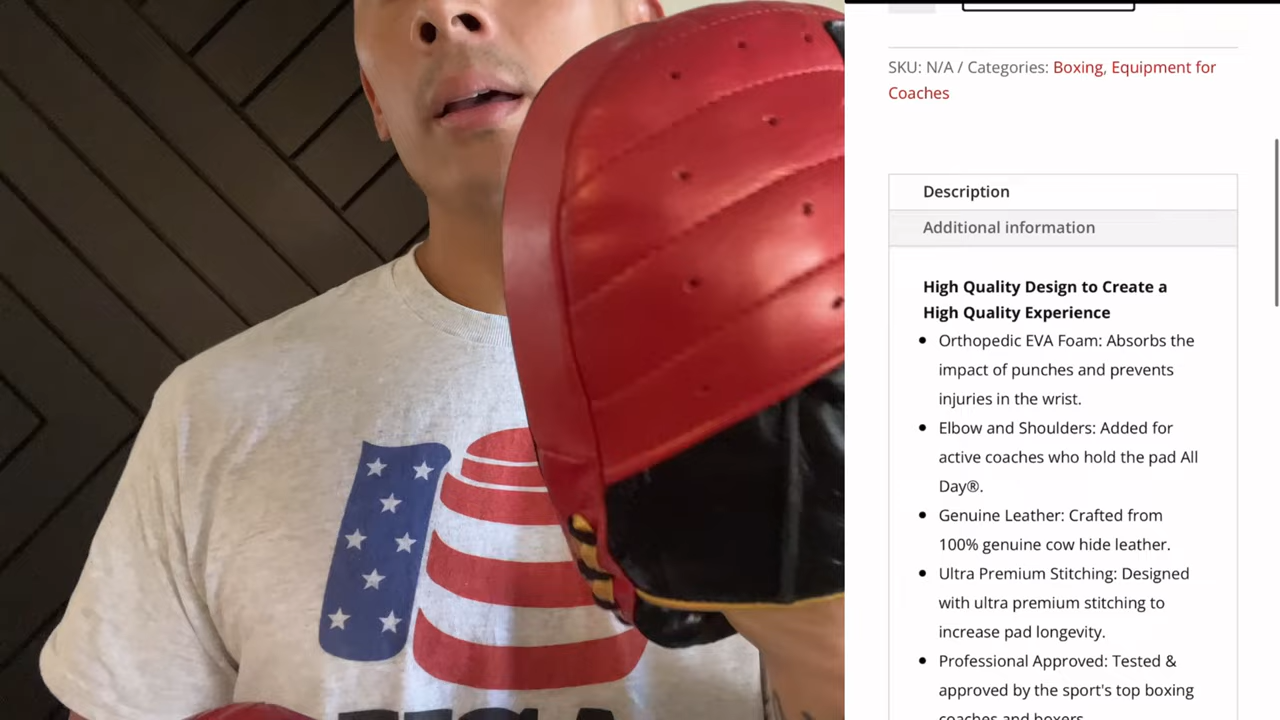 SKU: N/A / Categories: Boxing, Equipment for
Coaches
Description
Additional information
High Quality Design to Create a
High Quality Experience
• Orthopedic EVA Foam: Absorbs the
impact of punches and prevents
injuries in the wrist.
• Elbow and Shoulders: Added for
active coaches who hold the pad All
Day®.
• Genuine Leather: Crafted from
100% genuine cow hide leather.
• Ultra Premium Stitching: Designed
with ultra premium stitching to
increase pad longevity.
• Professional Approved: Tested &
approved by the sport's top boxing
coaches and boxers